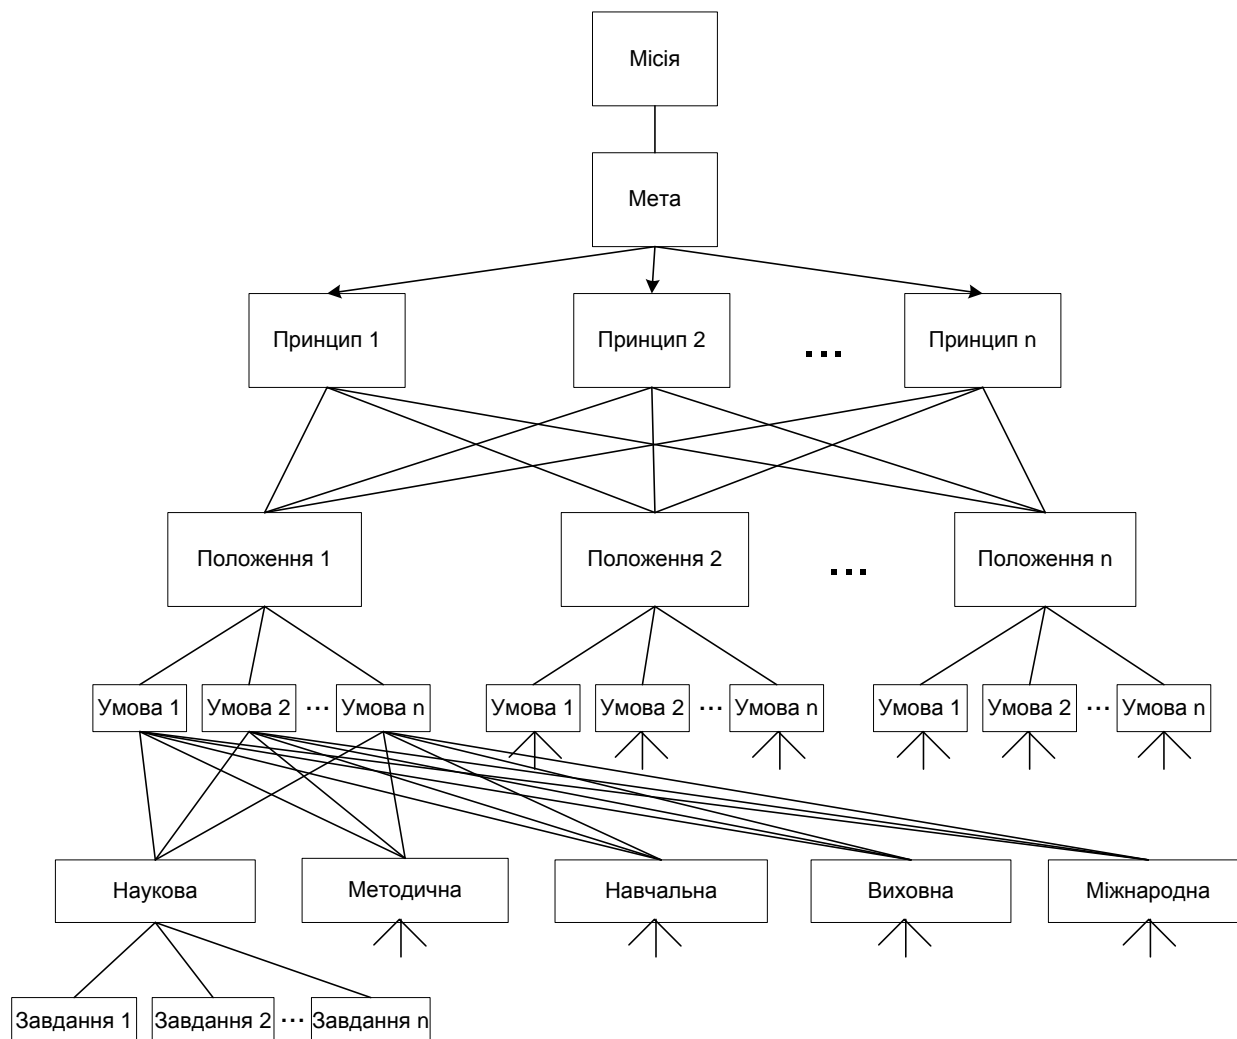 Місія
Мета
Принцип 1
Принцип 2
...
Принцип n
Положення 1
Положення 2
...
Положення n
Умова 1
Умова 2
...
Умова n
Умова 1
Умова 2
...
Умова n
Умова 1
Умова 2
...
Умова n
Наукова
Методична
Навчальна
Виховна
Міжнародна
Завдання 1
Завдання 2
...
Завдання n